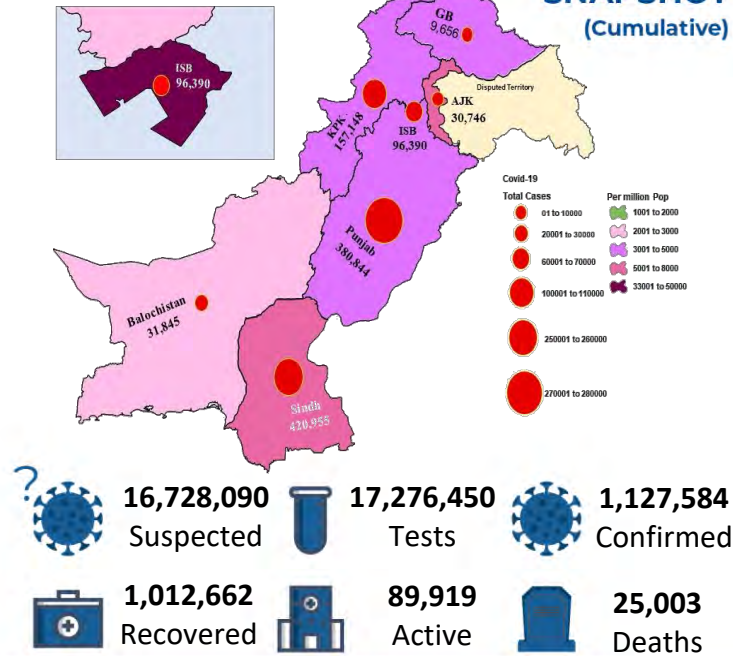 SNAPSHOT
(Cumulative)
GB
9,656
ISB
96,390
Disputed Territory
AJK
30,746
KPK
157,148
ISB
96,390
Punjab
380,844
Balochistan
31,845
Sindh
420,955
Covid-19
Total Cases
01 to 10000
20001 to 30000
60001 to 70000
100001 to 110000
250001 to 260000
270001 to 280000
Per million Pop
1001 to 2000
2001 to 3000
3001 to 5000
5001 to 8000
33001 to 50000
?
16,728,090
Suspected
17,276,450
Tests
1,127,584
Confirmed
1,012,662
Recovered
89,919
Active
25,003
Deaths